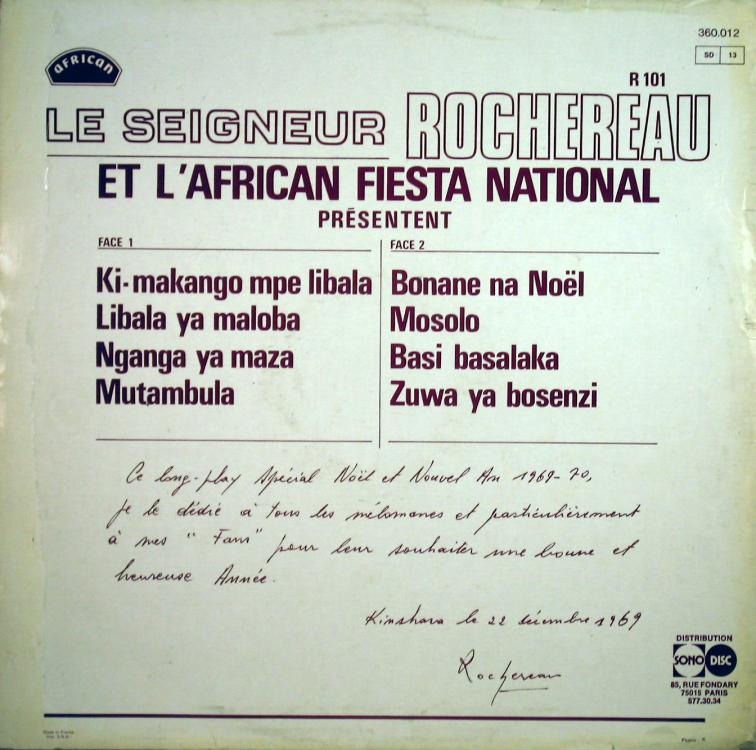 360.012
AFRICAN
SD 13
R 101
LE SEIGNEUR ROCHEREAU
ET L'AFRICAN FIESTA NATIONAL
PRÉSENTENT
FACE 1
Ki-makango mpe libala
Libala ya maloba
Nganga ya maza
Mutambula
FACE 2
Bonane na Noël
Mosolo
Basi basalaka
Zuwa ya bosenzi
Ce long-play spécial Noël et Nouvel An 1969-70,
je le dédie à tous les mélomanes et particulièrement
à mes "Fans" pour leur souhaiter une bonne et
heureuse Année.
Kinshasa le 22 décembre 1969
Rochereau
DISTRIBUTION
SONO DISC
85, RUE FONDARY
75015 PARIS
577.30.34
Made in France